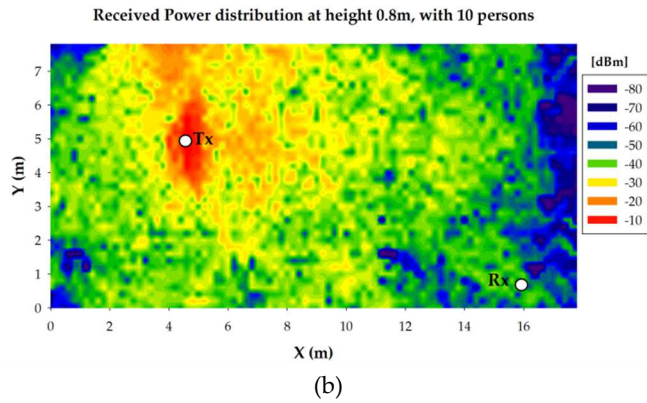 Received Power distribution at height 0.8m, with 10 persons
[dBm]
-80
-70
-60
-50
-40
-30
-20
-10
Y (m)
7
6
5
4
3
2
1
0
Tx
Rx
0 2 4 6 8 10 12 14 16
X (m)
(b)